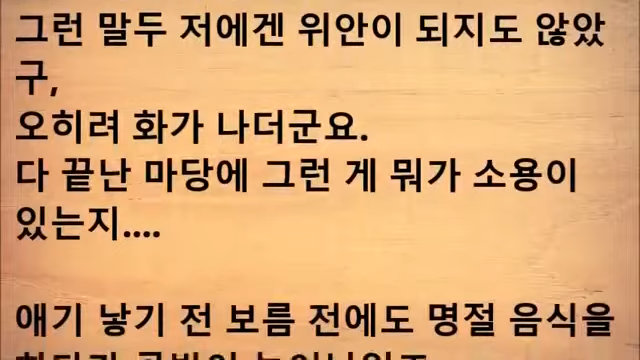 그런 말두 저에겐 위안이 되지도 않았
구,
오히려 화가 나더군요.
다 끝난 마당에 그런 게 뭐가 소용이
있는지....
애기 낳기 전 보름 전에도 명절 음식을